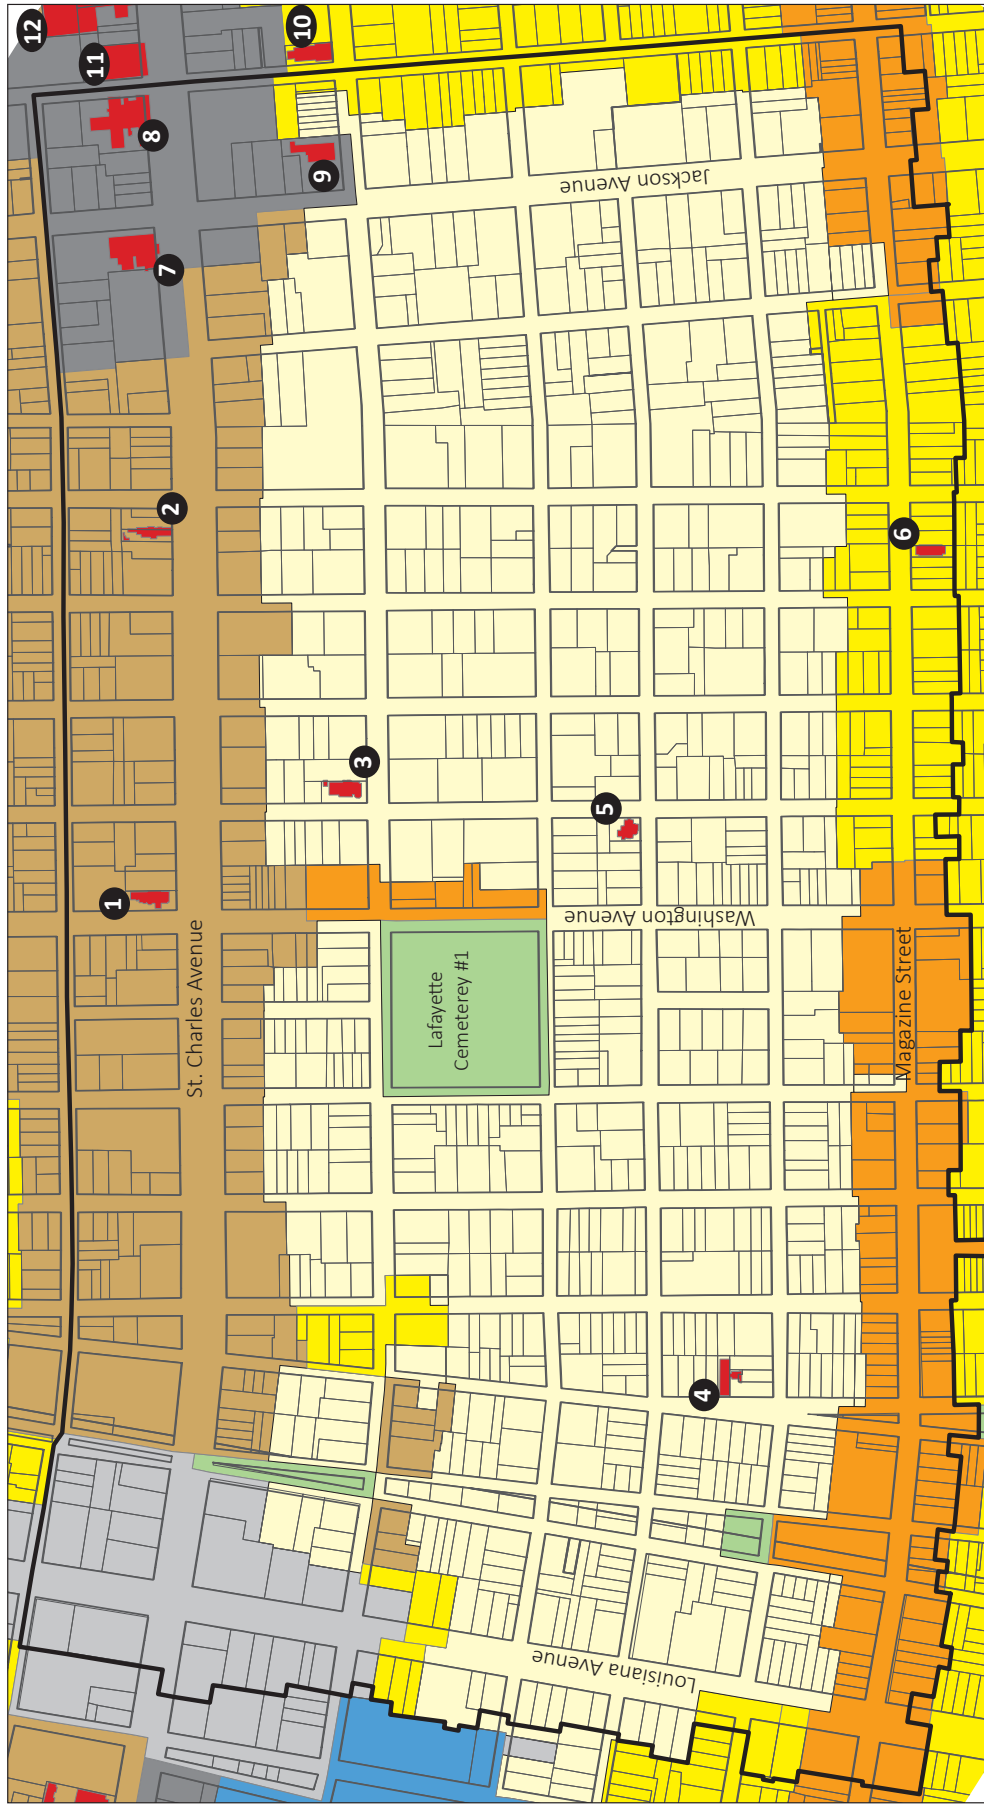 12
11
10
8
9
7
Jackson Avenue
2
6
3
5
1
Washington Avenue
St. Charles Avenue
Lafayette
Cemeterey #1
Magazine Street
4
Louisiana Avenue